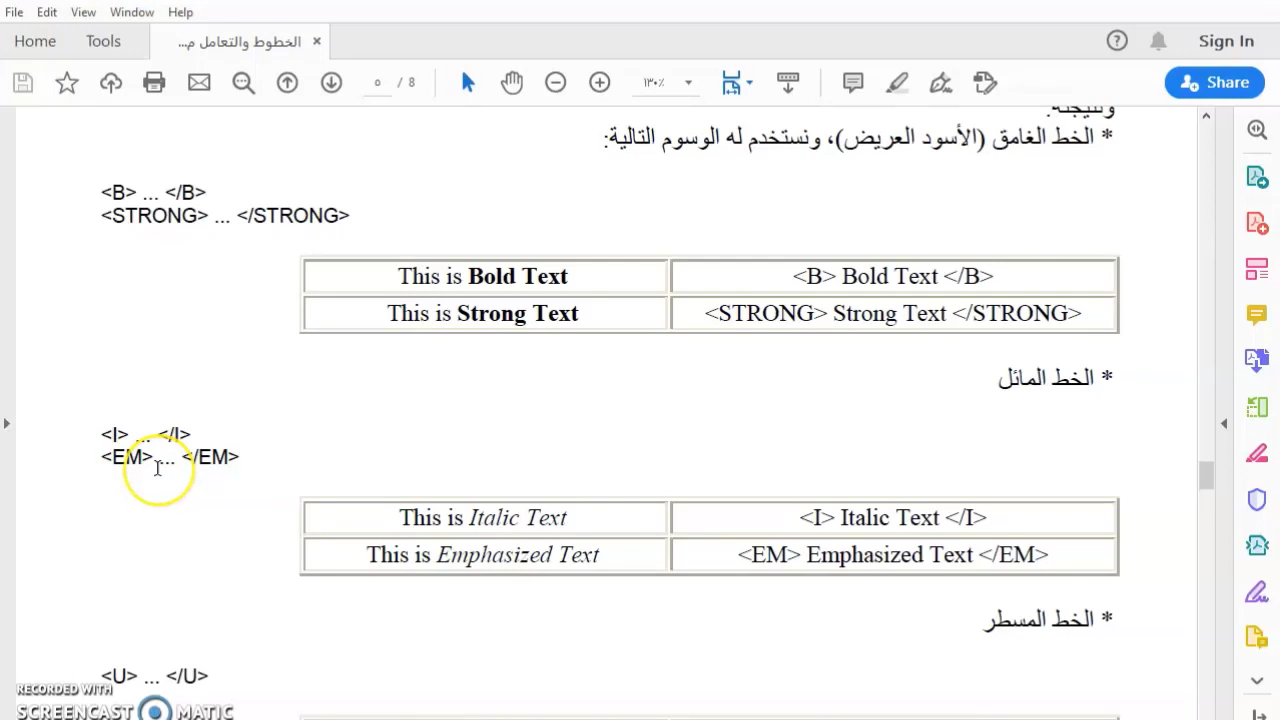 File Edit View Window Help
Home Tools الخطوط والتعامل م... × Sign In
٥ / 8 ١٣٠٪ Share
ونتيجته:
* الخط الغامق (الأسود العريض)، ونستخدم له الوسوم التالية:
<B> ... </B>
<STRONG> ... </STRONG>
This is Bold Text <B> Bold Text </B>
This is Strong Text <STRONG> Strong Text </STRONG>
* الخط المائل
<I> ... </I>
<EM> ... </EM>
This is Italic Text <I> Italic Text </I>
This is Emphasized Text <EM> Emphasized Text </EM>
* الخط المسطر
<U> ... </U>
RECORDED WITH
SCREENCAST MATIC